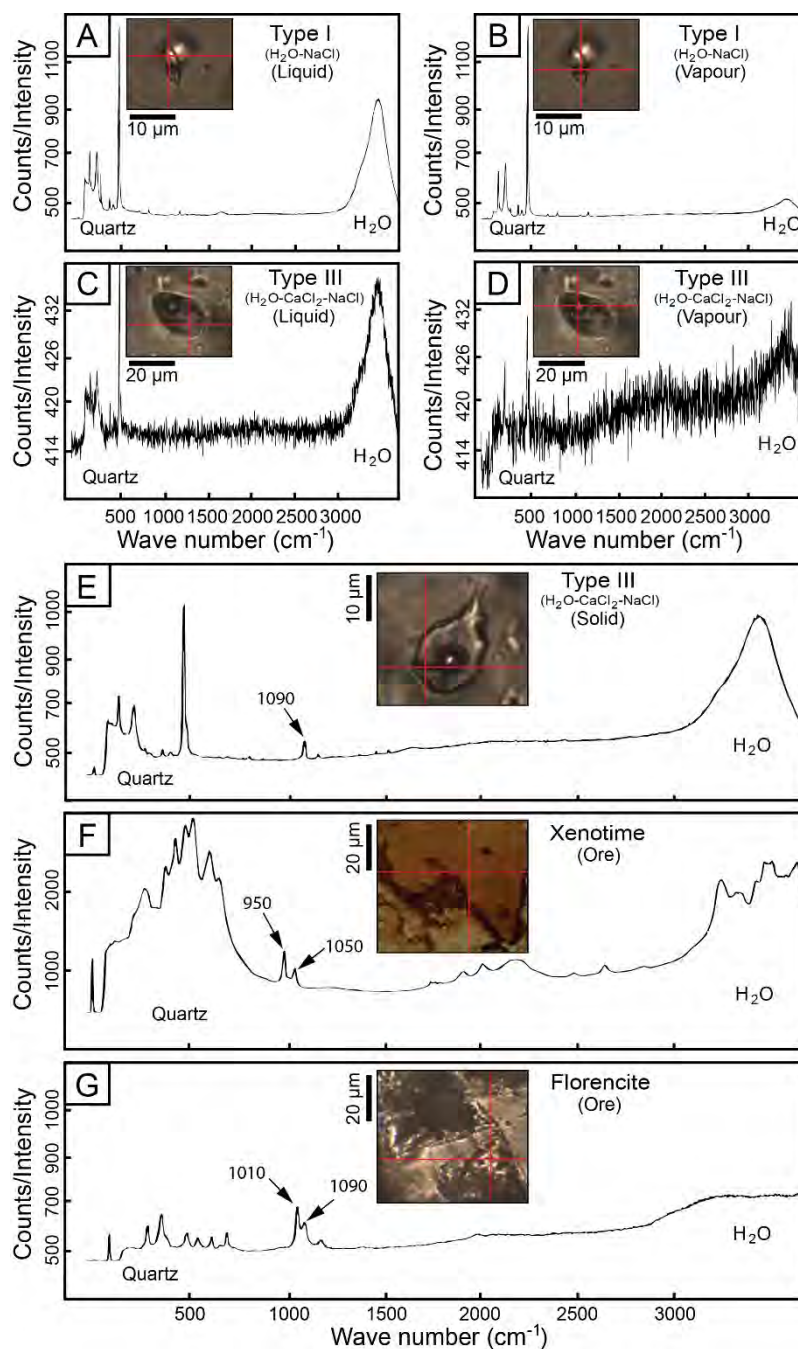 A
Type I
(H₂O-NaCl)
(Liquid)
Counts/Intensity
1100
900
700
500
10 µm
Quartz
H₂O
B
Type I
(H₂O-NaCl)
(Vapour)
Counts/Intensity
1100
900
700
500
10 µm
Quartz
H₂O
C
Type III
(H₂O-CaCl₂-NaCl)
(Liquid)
Counts/Intensity
432
426
420
414
20 µm
Quartz
H₂O
500 1000 1500 2000 2500 3000
Wave number (cm⁻¹)
D
Type III
(H₂O-CaCl₂-NaCl)
(Vapour)
Counts/Intensity
432
426
420
414
20 µm
Quartz
H₂O
500 1000 1500 2000 2500 3000
Wave number (cm⁻¹)
E
Type III
(H₂O-CaCl₂-NaCl)
(Solid)
Counts/Intensity
1000
900
700
500
10 µm
1090
Quartz
H₂O
F
Xenotime
(Ore)
Counts/Intensity
2000
1000
20 µm
950
1050
Quartz
H₂O
G
Florencite
(Ore)
Counts/Intensity
1000
900
700
500
20 µm
1010
1090
Quartz
H₂O
500 1000 1500 2000 3000
Wave number (cm⁻¹)